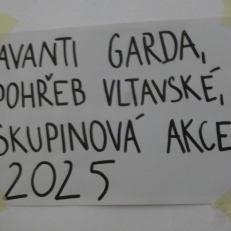 AVANTI GARDA,
POHŘEB VLTAVSKÉ,
SKUPINOVÁ AKCE
2025